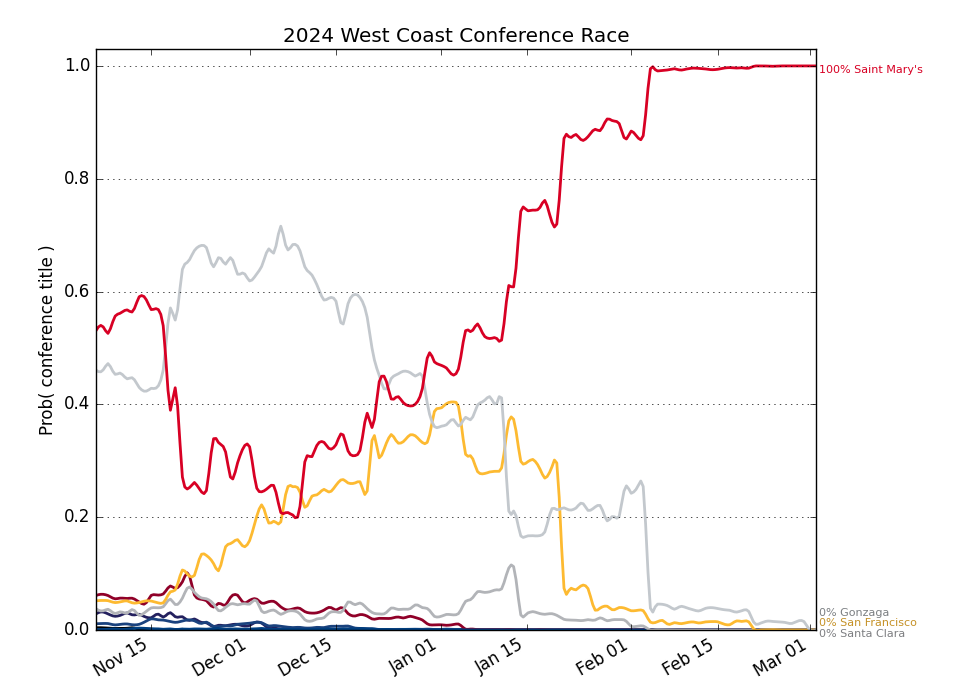 2024 West Coast Conference Race
Prob( conference title )
1.0
0.8
0.6
0.4
0.2
0.0
100% Saint Mary's
0% Gonzaga
0% San Francisco
0% Santa Clara
Nov 15
Dec 01
Dec 15
Jan 01
Jan 15
Feb 01
Feb 15
Mar 01